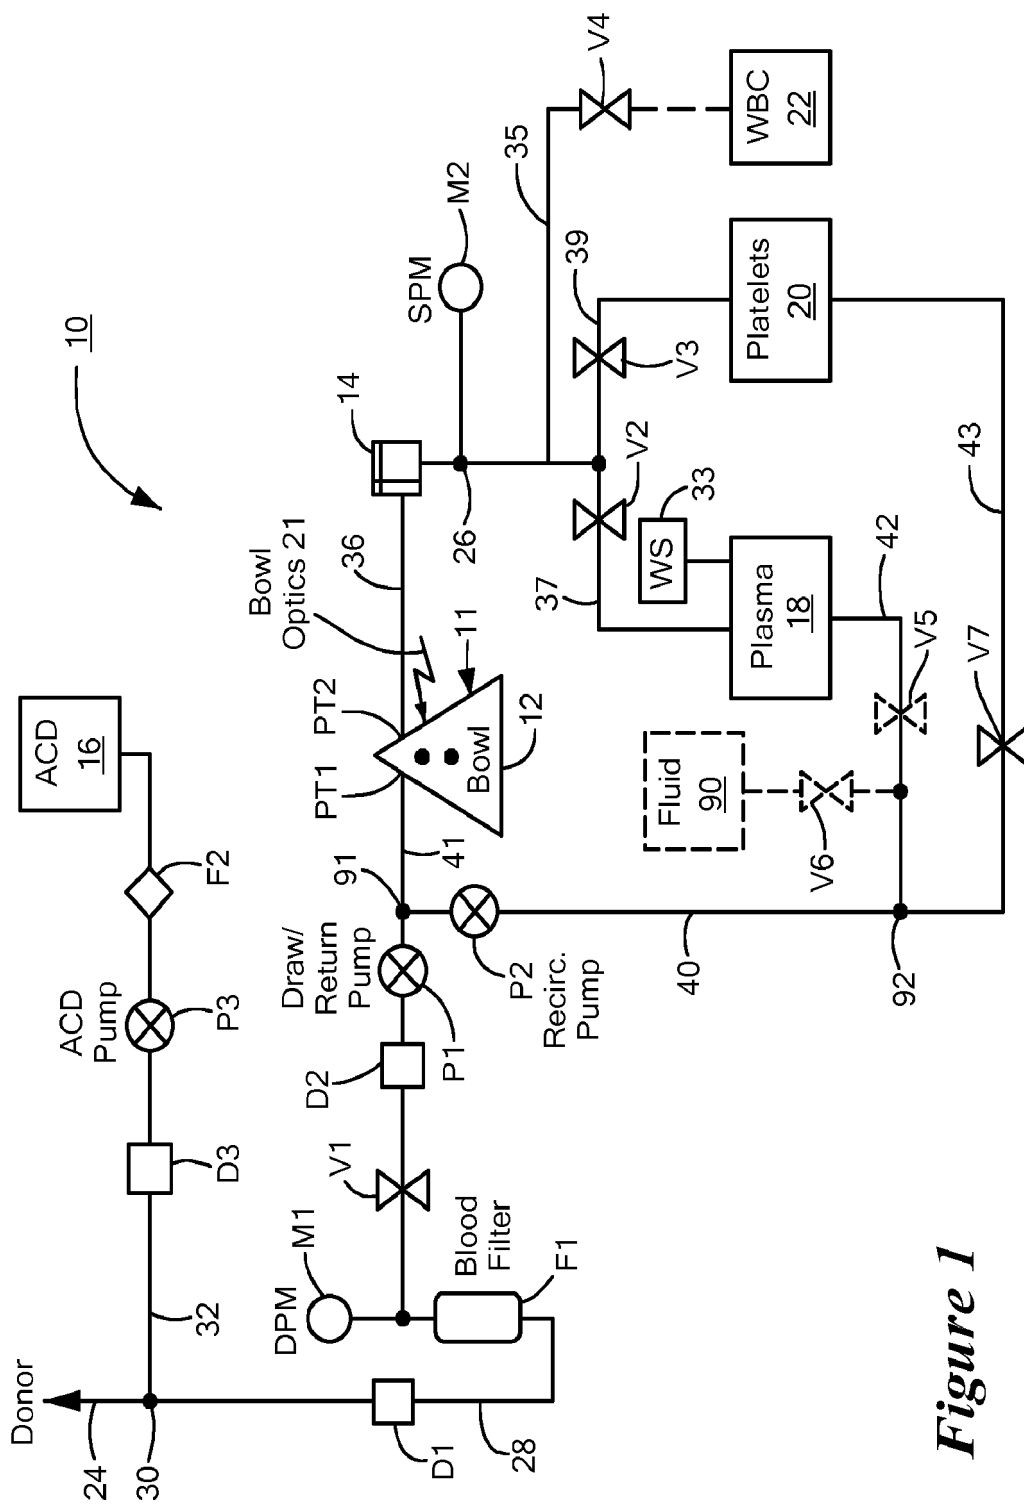 Donor
24
30
32
D3
ACD
Pump
P3
F2
ACD
16
10
D1
28
DPM
M1
Blood
Filter
F1
V1
D2
P1
Draw/
Return
Pump
91
41
P2
Recirc.
Pump
PT1
PT2
Bowl
12
11
Bowl
Optics 21
36
14
26
SPM
M2
35
V4
WBC
22
39
V3
V2
37
WS
33
Plasma
18
Platelets
20
42
43
V5
V7
Fluid
90
V6
40
92
Figure 1